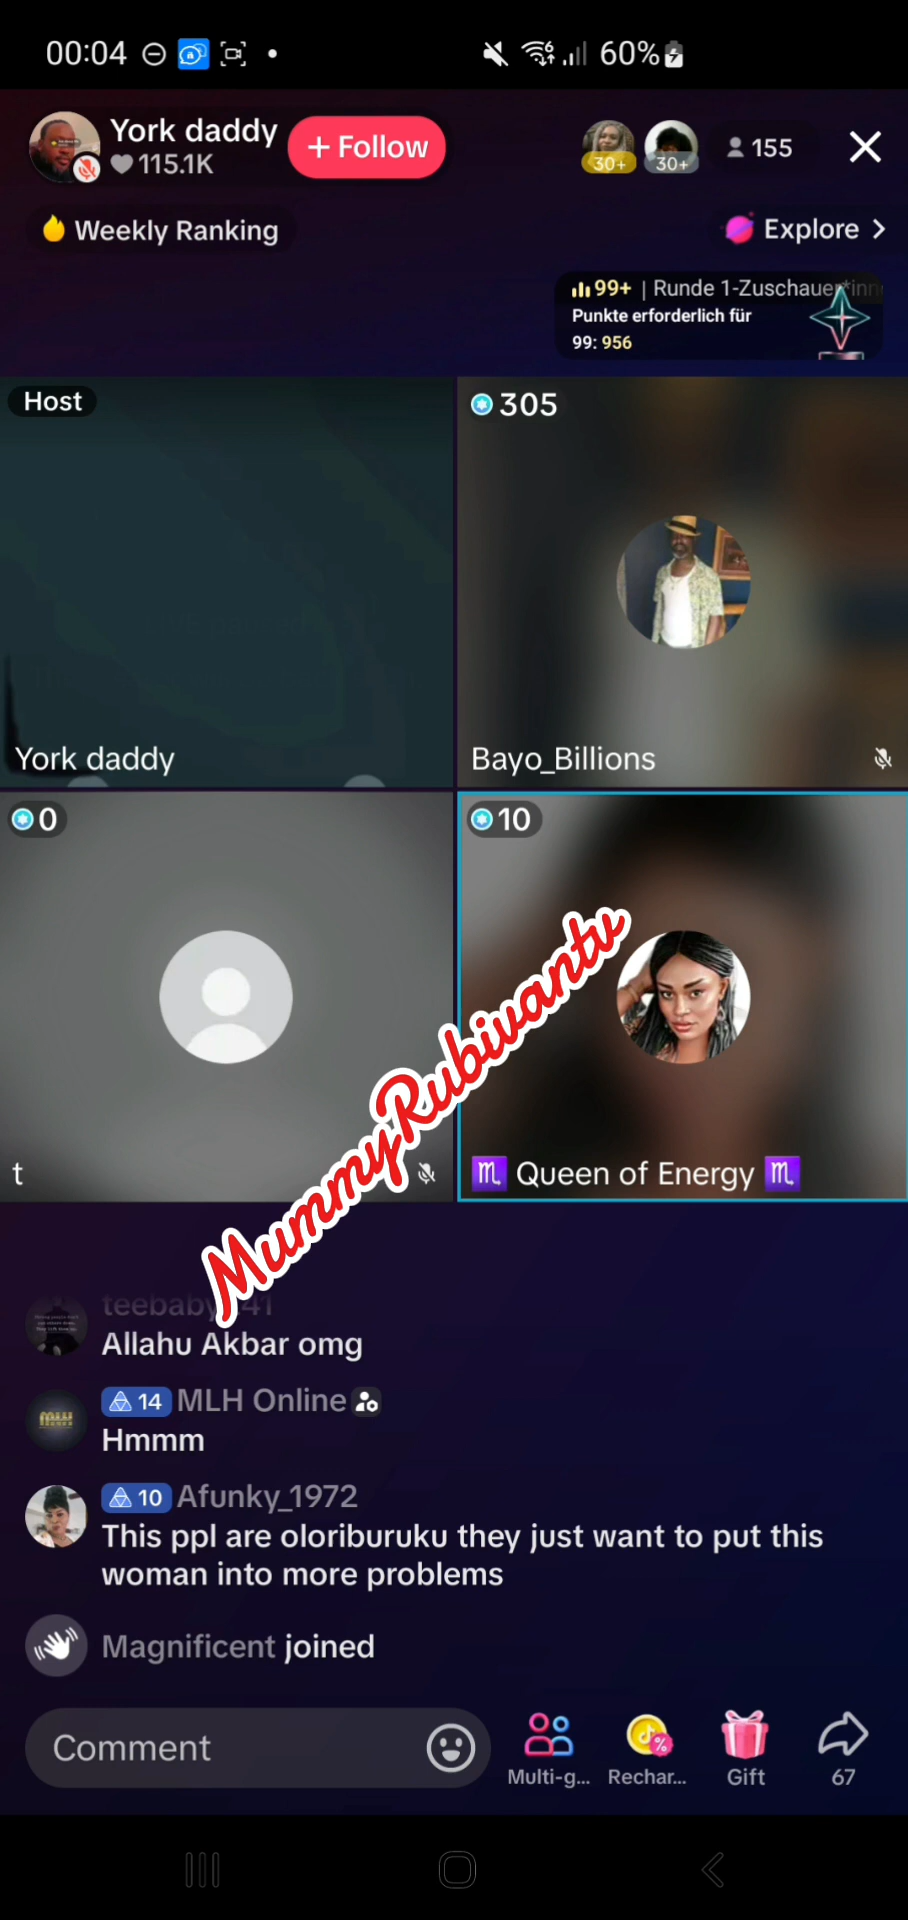 00:04
60%
York daddy
115.1K
+ Follow
30+
30+
155
Weekly Ranking
Explore >
99+ | Runde 1-Zuschauer*inn
Punkte erforderlich für
99: 956
Host
305
York daddy
Bayo_Billions
0
10
t
♏ Queen of Energy ♏
MummyRubivantv
Allahu Akbar omg
14 MLH Online
Hmmm
10 Afunky_1972
This ppl are oloriburuku they just want to put this
woman into more problems
Magnificent joined
Comment
Multi-g...
Rechar...
Gift
67